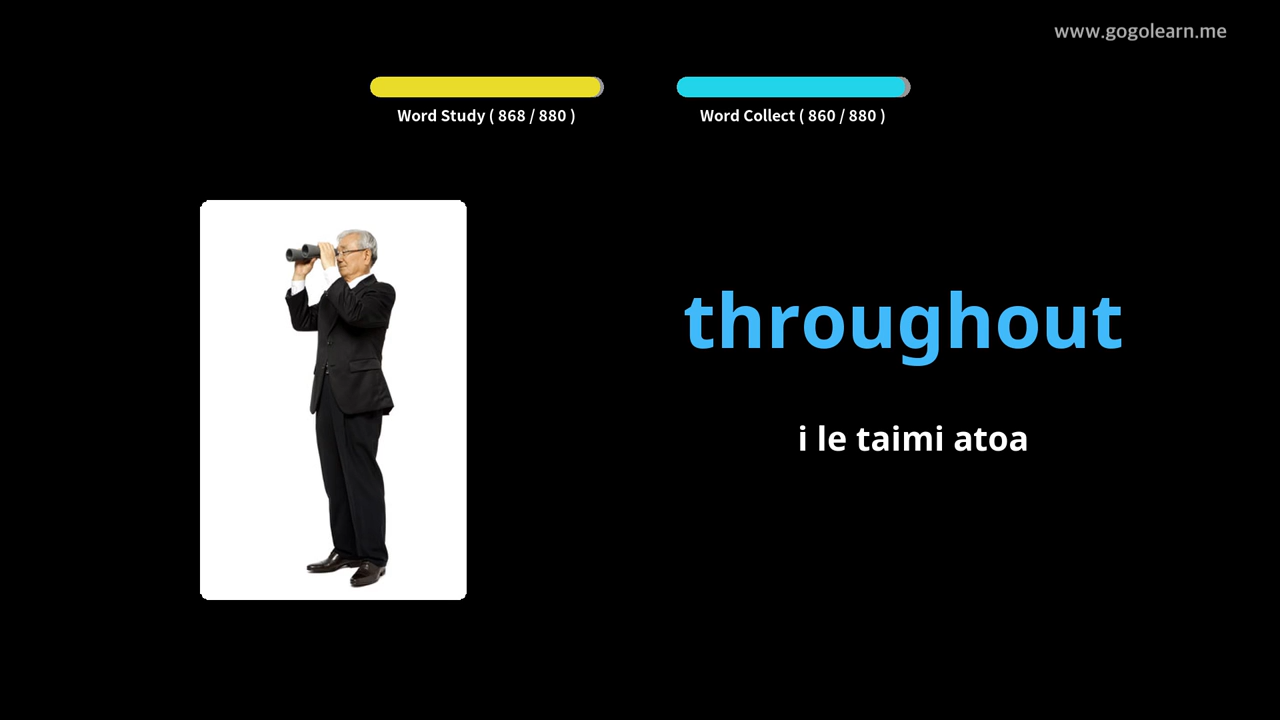 www.gogolearn.me
Word Study ( 868 / 880 )
Word Collect ( 860 / 880 )
throughout
i le taimi atoa